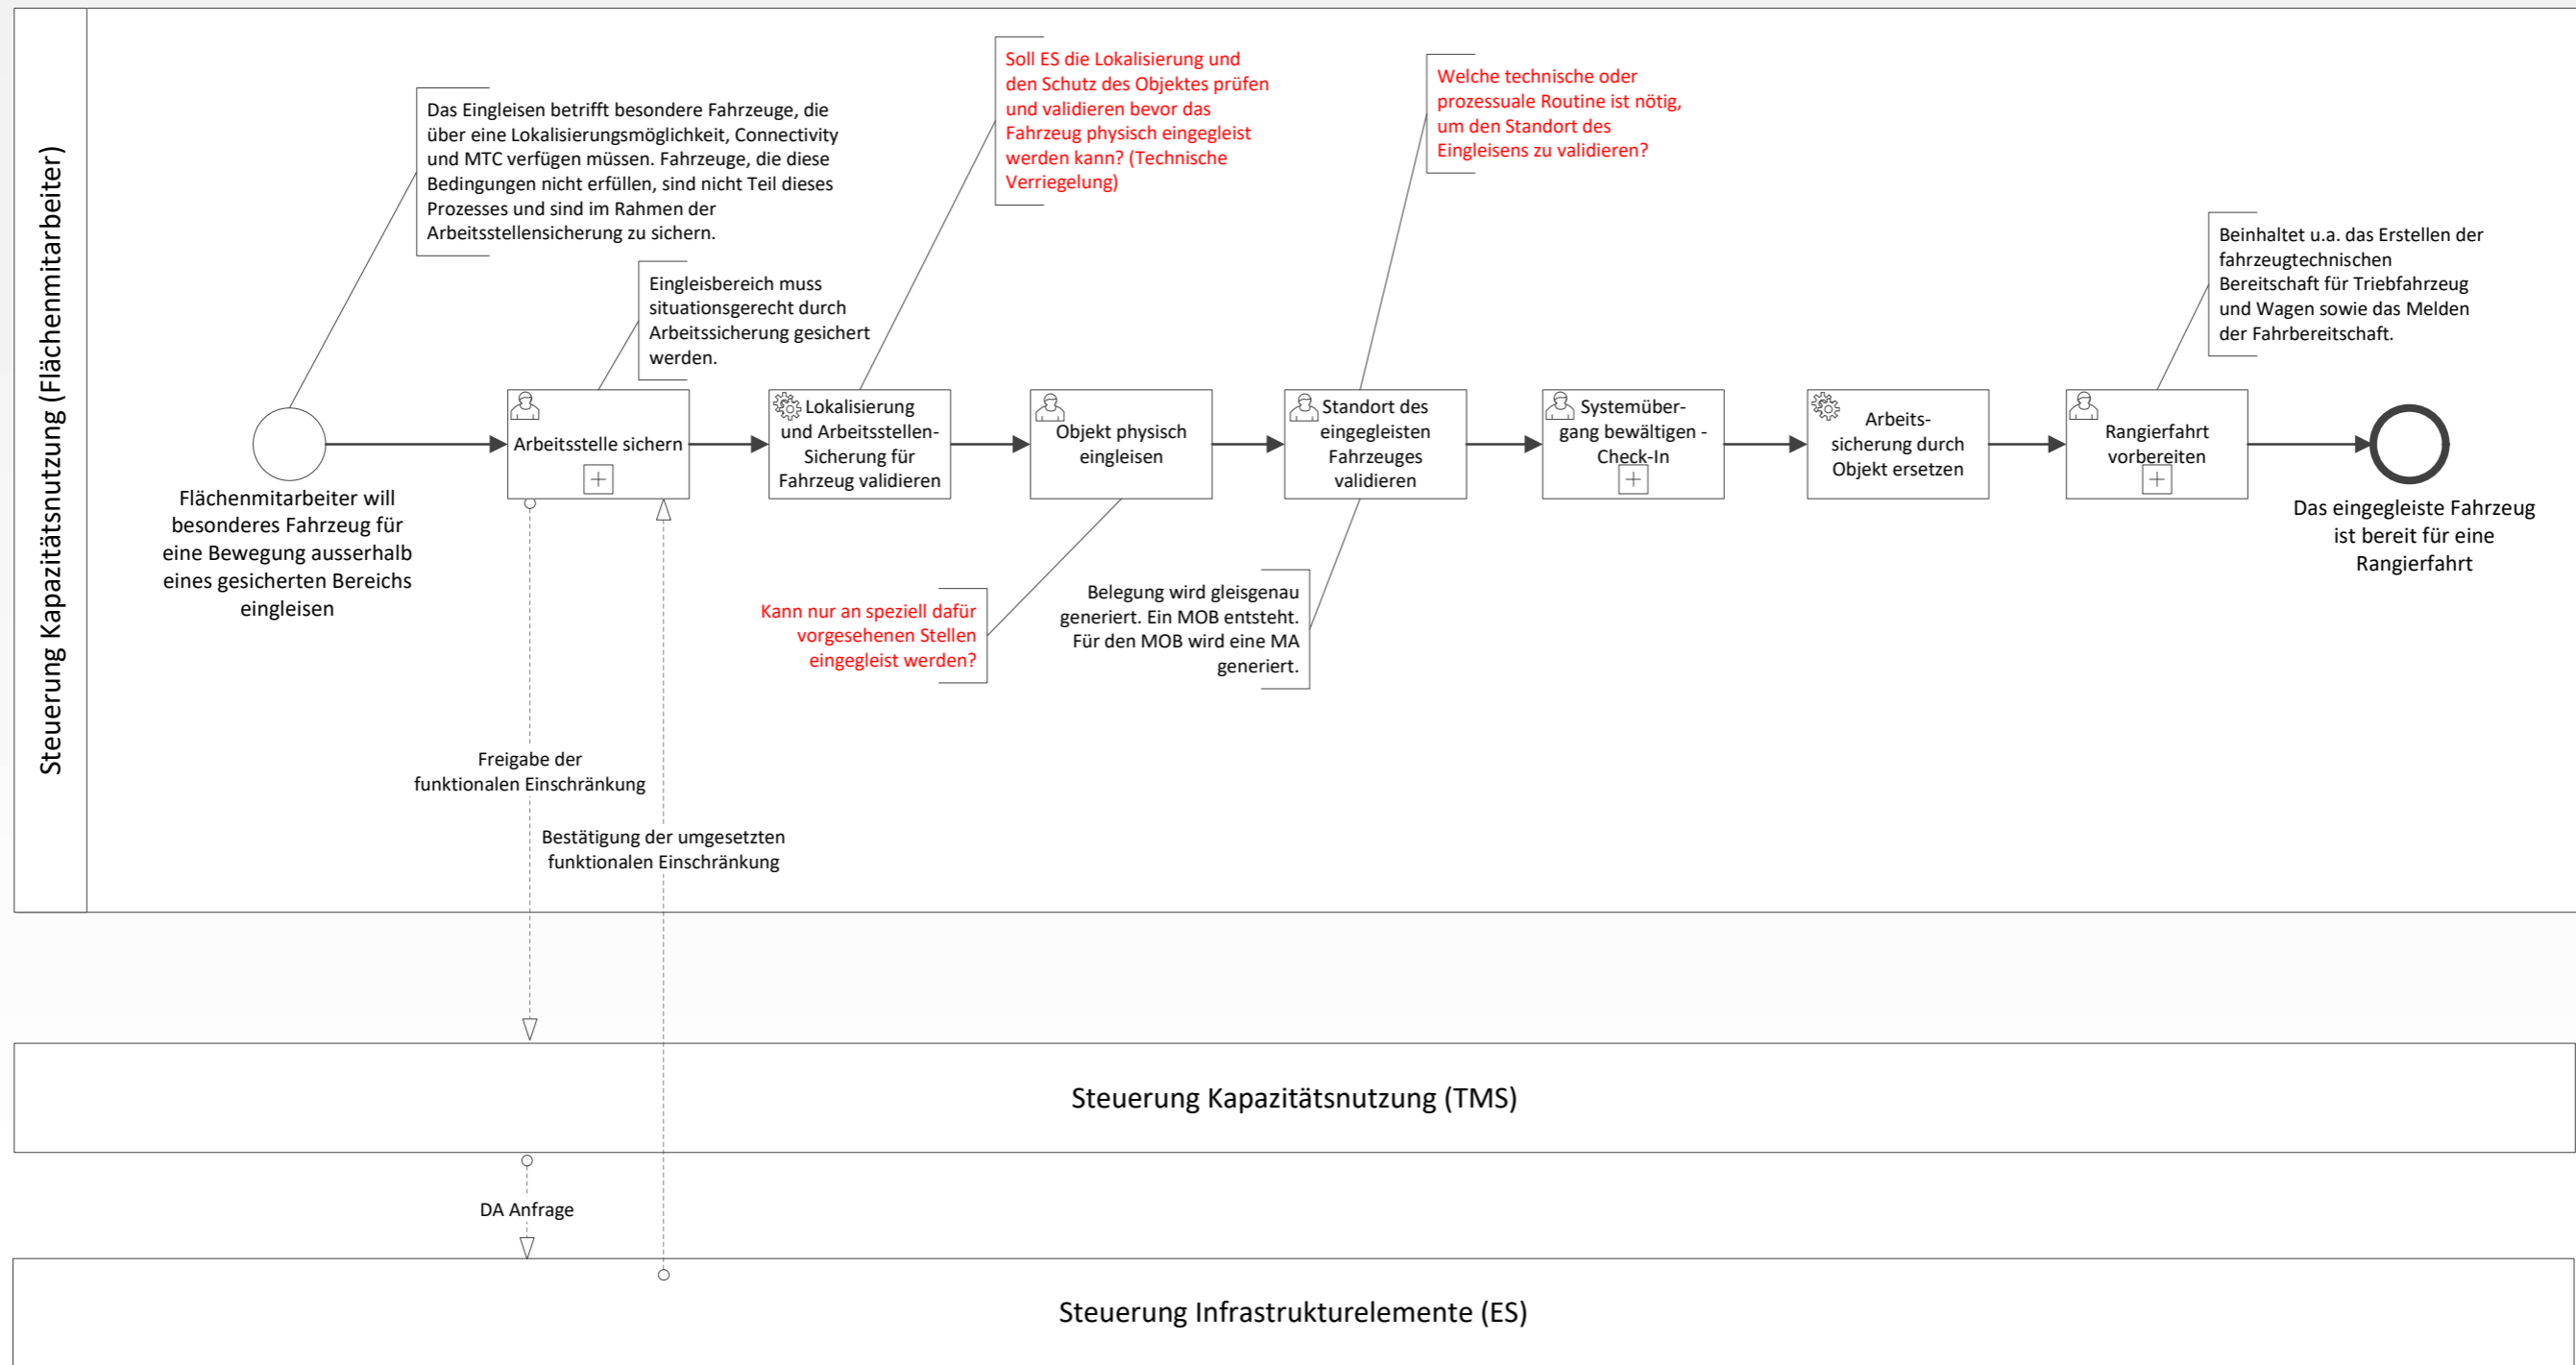 Steuerung Kapazitätsnutzung (Flächenmitarbeiter)
Das Eingleisen betrifft besondere Fahrzeuge, die
über eine Lokalisierungsmöglichkeit, Connectivity
und MTC verfügen müssen. Fahrzeuge, die diese
Bedingungen nicht erfüllen, sind nicht Teil dieses
Prozesses und sind im Rahmen der
Arbeitsstellensicherung zu sichern.
Eingleisbereich muss
situationsgerecht durch
Arbeitssicherung gesichert
werden.
Soll ES die Lokalisierung und
den Schutz des Objektes prüfen
und validieren bevor das
Fahrzeug physisch eingegleist
werden kann? (Technische
Verriegelung)
Welche technische oder
prozessuale Routine ist nötig,
um den Standort des
Eingleisens zu validieren?
Beinhaltet u.a. das Erstellen der
fahrzeugtechnischen
Bereitschaft für Triebfahrzeug
und Wagen sowie das Melden
der Fahrbereitschaft.
Flächenmitarbeiter will
besonderes Fahrzeug für
eine Bewegung ausserhalb
eines gesicherten Bereichs
eingleisen
Arbeitsstelle sichern
Lokalisierung
und Arbeitsstellen-
Sicherung für
Fahrzeug validieren
Objekt physisch
eingleisen
Standort des
eingegleisten
Fahrzeuges
validieren
Systemüber-
gang bewältigen -
Check-In
Arbeits-
sicherung durch
Objekt ersetzen
Rangierfahrt
vorbereiten
Das eingegleiste Fahrzeug
ist bereit für eine
Rangierfahrt
Kann nur an speziell dafür
vorgesehenen Stellen
eingegleist werden?
Belegung wird gleisgenau
generiert. Ein MOB entsteht.
Für den MOB wird eine MA
generiert.
Freigabe der
funktionalen Einschränkung
Bestätigung der umgesetzten
funktionalen Einschränkung
Steuerung Kapazitätsnutzung (TMS)
DA Anfrage
Steuerung Infrastrukturelemente (ES)